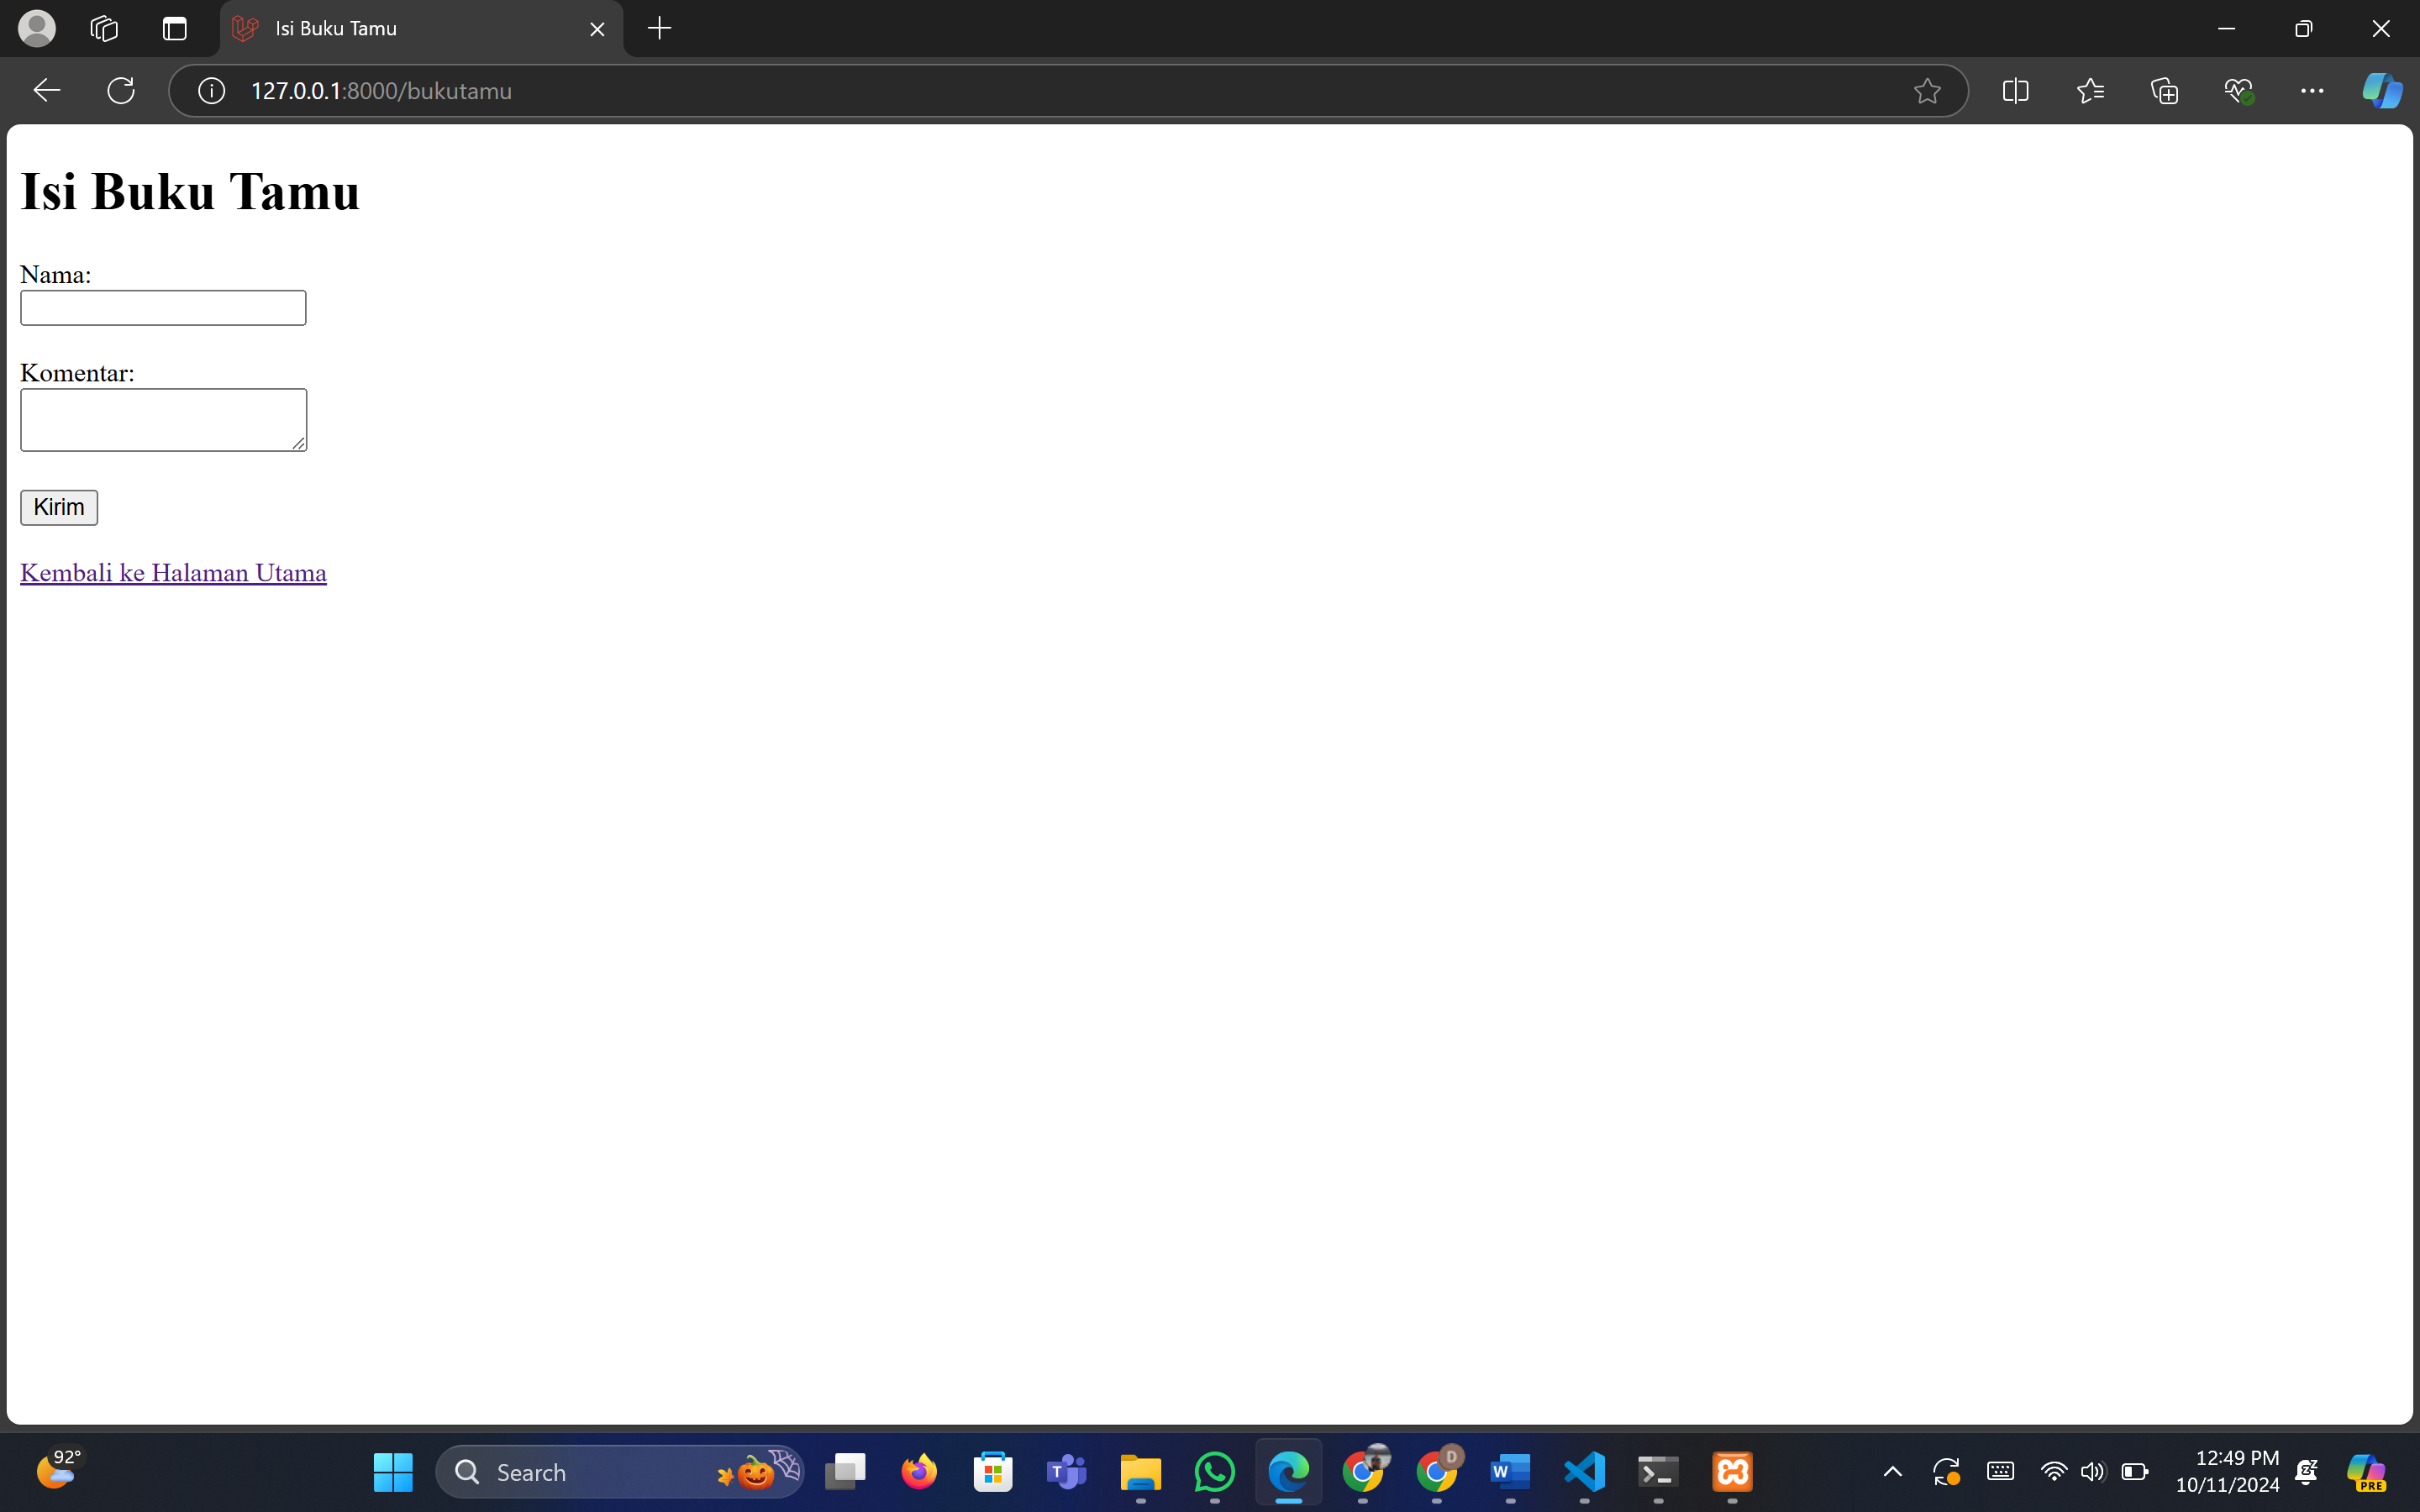 Isi Buku Tamu
127.0.0.1:8000/bukutamu
Isi Buku Tamu
Nama:
Komentar:
Kirim
Kembali ke Halaman Utama
92°
Search
T
D
W
12:49 PM
10/11/2024
PRE